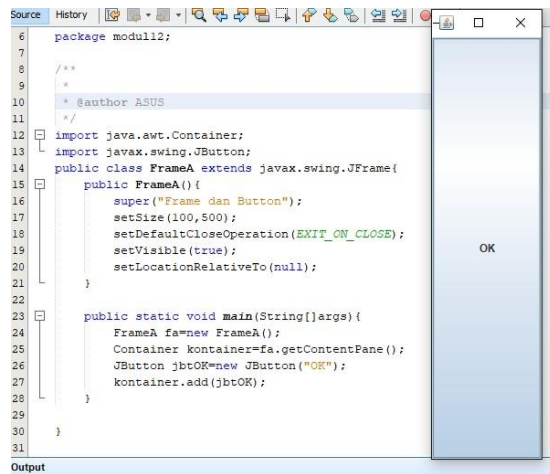 Source History
6 package modul12;
7
8 /**
9 *
10 * @author ASUS
11 */
12 import java.awt.Container;
13 import javax.swing.JButton;
14 public class FrameA extends javax.swing.JFrame{
15 public FrameA(){
16 super("Frame dan Button");
17 setSize(100,500);
18 setDefaultCloseOperation(EXIT_ON_CLOSE);
19 setVisible(true);
20 setLocationRelativeTo(null);
21 }
22
23 public static void main(String[]args){
24 FrameA fa=new FrameA();
25 Container kontainer=fa.getContentPane();
26 JButton jbtOK=new JButton("OK");
27 kontainer.add(jbtOK);
28 }
29
30 }
31
Output
OK